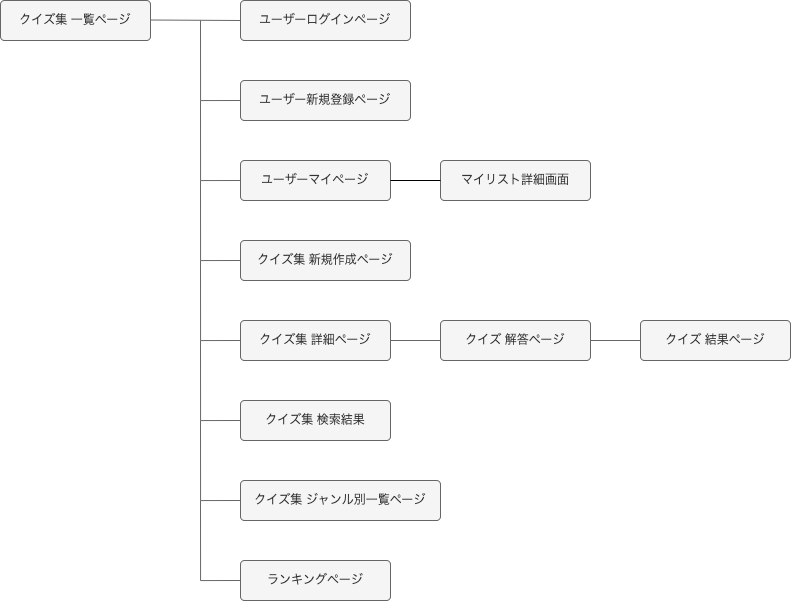 クイズ集 一覧ページ
ユーザーログインページ
ユーザー新規登録ページ
ユーザーマイページ
マイリスト詳細画面
クイズ集 新規作成ページ
クイズ集 詳細ページ
クイズ 解答ページ
クイズ 結果ページ
クイズ集 検索結果
クイズ集 ジャンル別一覧ページ
ランキングページ